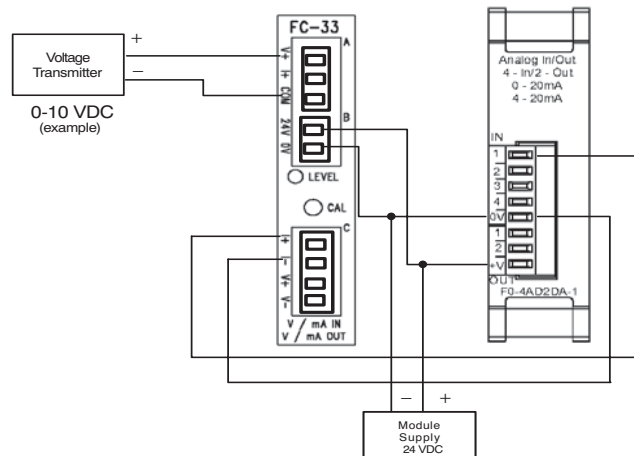 Voltage
Transmitter
+
−
0-10 VDC
(example)
FC-33
A
V+
I+
COM
B
24V
0V
LEVEL
CAL
C
I+
I-
V+
V-
V / mA IN
V / mA OUT
Analog In/Out
4 - In/2 - Out
0 - 20mA
4 - 20mA
IN
1
2
3
4
0V
1
2
+V
OUT
F0-4AD2DA-1
− +
Module
Supply
24 VDC